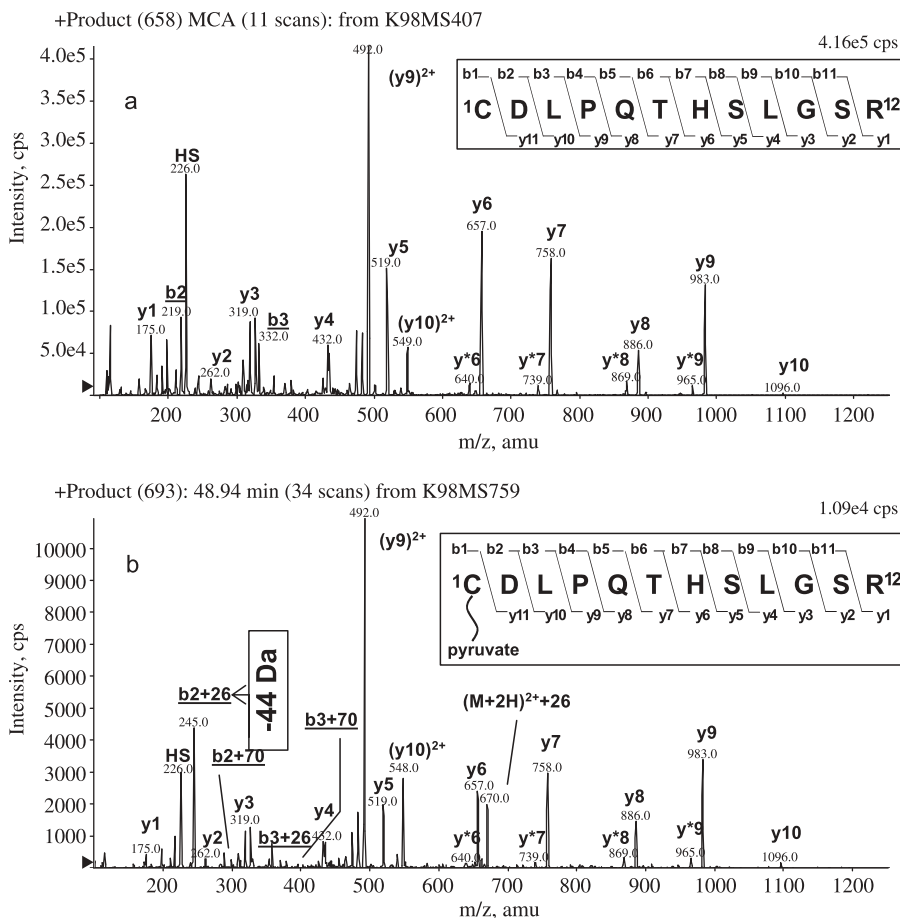 +Product (658) MCA (11 scans): from K98MS407
4.16e5 cps
a
Intensity, cps
4.0e5
3.5e5
3.0e5
2.5e5
2.0e5
1.5e5
1.0e5
5.0e4
b1 b2 b3 b4 b5 b6 b7 b8 b9 b10 b11
¹C D L P Q T H S L G S R¹²
y11 y10 y9 y8 y7 y6 y5 y4 y3 y2 y1
492.0
(y9)²⁺
HS
226.0
y1
175.0
b2
219.0
y2
262.0
y3
319.0
b3
332.0
y4
432.0
y5
519.0
(y10)²⁺
549.0
y6
657.0
y*6
640.0
y7
758.0
y*7
739.0
y8
886.0
y*8
869.0
y9
983.0
y*9
965.0
y10
1096.0
200 300 400 500 600 700 800 900 1000 1100 1200
m/z, amu
+Product (693): 48.94 min (34 scans) from K98MS759
1.09e4 cps
b
Intensity, cps
10000
9000
8000
7000
6000
5000
4000
3000
2000
1000
b1 b2 b3 b4 b5 b6 b7 b8 b9 b10 b11
¹C D L P Q T H S L G S R¹²
y11 y10 y9 y8 y7 y6 y5 y4 y3 y2 y1
pyruvate
492.0
(y9)²⁺
-44 Da
b2+26
245.0
HS
226.0
b2+70
b3+70
y1
175.0
y2
262.0
y3
319.0
b3+26
y4
432.0
y5
519.0
(y10)²⁺
548.0
(M+2H)²⁺+26
y6
657.0
670.0
y*6
640.0
y7
758.0
y*7
739.0
y8
886.0
y*8
869.0
y9
983.0
y*9
965.0
y10
1096.0
200 300 400 500 600 700 800 900 1000 1100 1200
m/z, amu